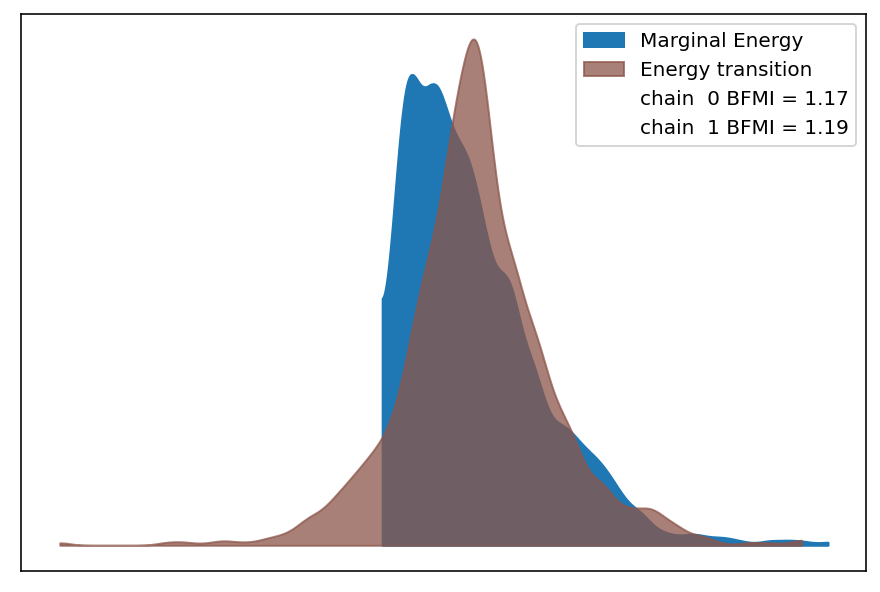 Marginal Energy
Energy transition
chain  0 BFMI = 1.17
chain  1 BFMI = 1.19